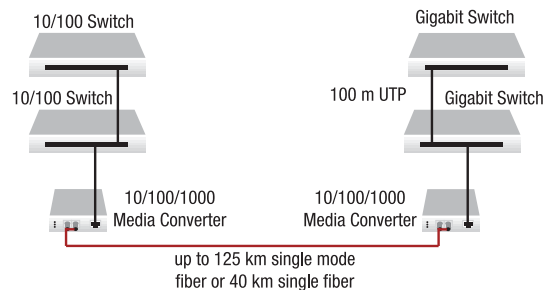 10/100 Switch
Gigabit Switch
10/100 Switch
100 m UTP
Gigabit Switch
10/100/1000
Media Converter
10/100/1000
Media Converter
up to 125 km single mode
fiber or 40 km single fiber